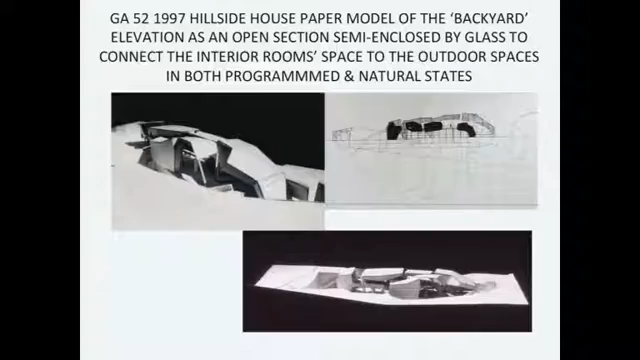 GA 52 1997 HILLSIDE HOUSE PAPER MODEL OF THE ‘BACKYARD’
ELEVATION AS AN OPEN SECTION SEMI-ENCLOSED BY GLASS TO
CONNECT THE INTERIOR ROOMS’ SPACE TO THE OUTDOOR SPACES
IN BOTH PROGRAMMMED & NATURAL STATES